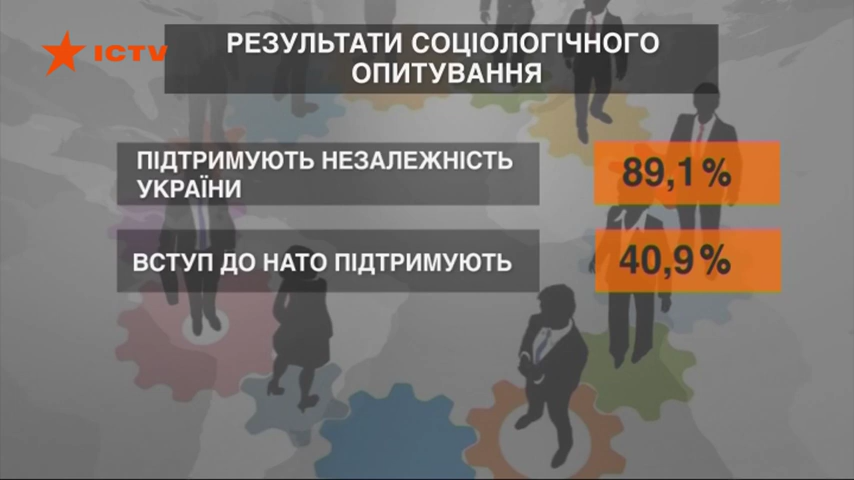 ICTV
РЕЗУЛЬТАТИ СОЦІОЛОГІЧНОГО
ОПИТУВАННЯ
ПІДТРИМУЮТЬ НЕЗАЛЕЖНІСТЬ
УКРАЇНИ
89,1%
ВСТУП ДО НАТО ПІДТРИМУЮТЬ
40,9%